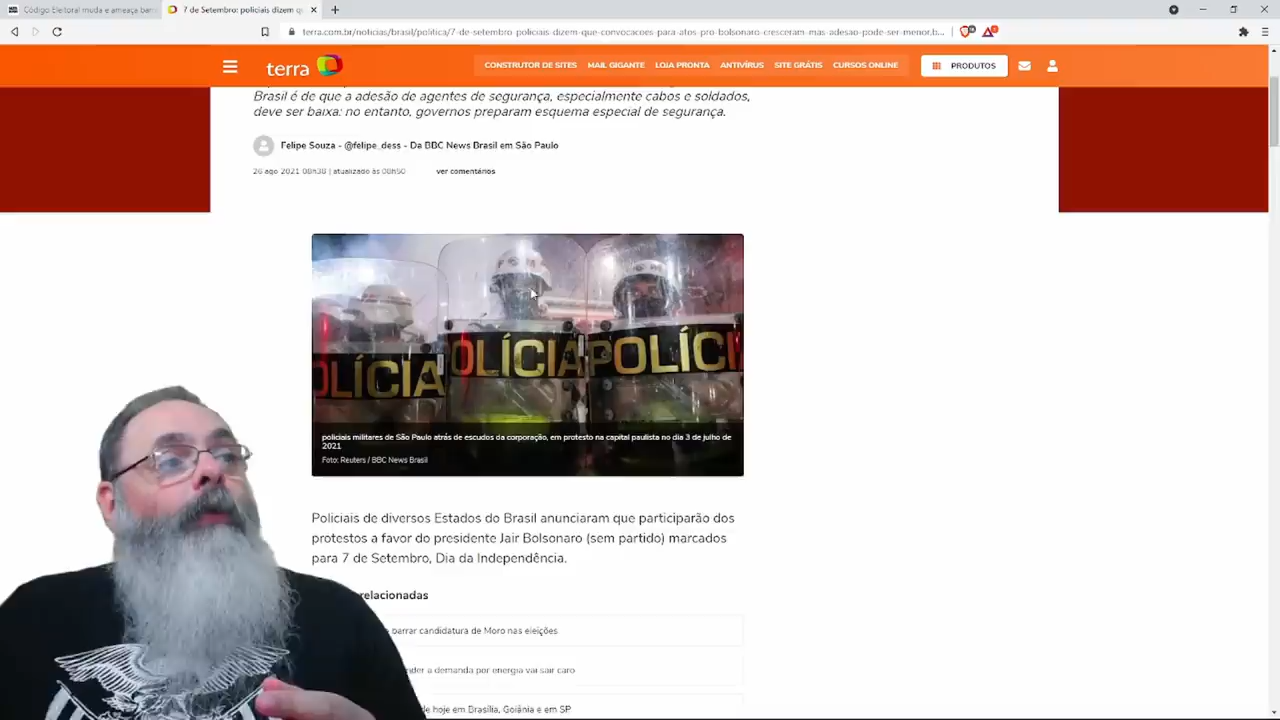 Código Eleitoral muda e ameaça barr
7 de Setembro: policiais dizem qu
terra.com.br/noticias/brasil/politica/7-de-setembro-policiais-dizem-que-convocacoes-para-atos-pro-bolsonaro-cresceram-mas-adesao-pode-ser-menor,b...
terra
CONSTRUTOR DE SITES MAIL GIGANTE LOJA PRONTA ANTIVÍRUS SITE GRÁTIS CURSOS ONLINE
PRODUTOS
Brasil é de que a adesão de agentes de segurança, especialmente cabos e soldados,
deve ser baixa; no entanto, governos preparam esquema especial de segurança.
Felipe Souza - @felipe_dess - Da BBC News Brasil em São Paulo
26 ago 2021 08h38 | atualizado às 08h50
ver comentários
OLÍCIA OLÍCIA POLÍCI
policiais militares de São Paulo atrás de escudos da corporação, em protesto na capital paulista no dia 3 de julho de
2021
Foto: Reuters / BBC News Brasil
Policiais de diversos Estados do Brasil anunciaram que participarão dos
protestos a favor do presidente Jair Bolsonaro (sem partido) marcados
para 7 de Setembro, Dia da Independência.
relacionadas
barrar candidatura de Moro nas eleições
nder a demanda por energia vai sair caro
de hoje em Brasília, Goiânia e em SP